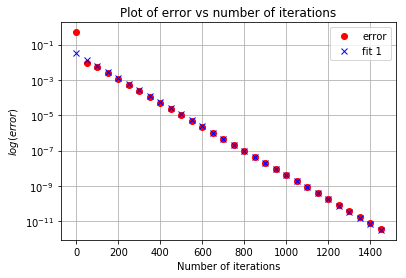 Plot of error vs number of iterations
error
fit 1
log(error)
10⁻¹
10⁻³
10⁻⁵
10⁻⁷
10⁻⁹
10⁻¹¹
0 200 400 600 800 1000 1200 1400
Number of iterations